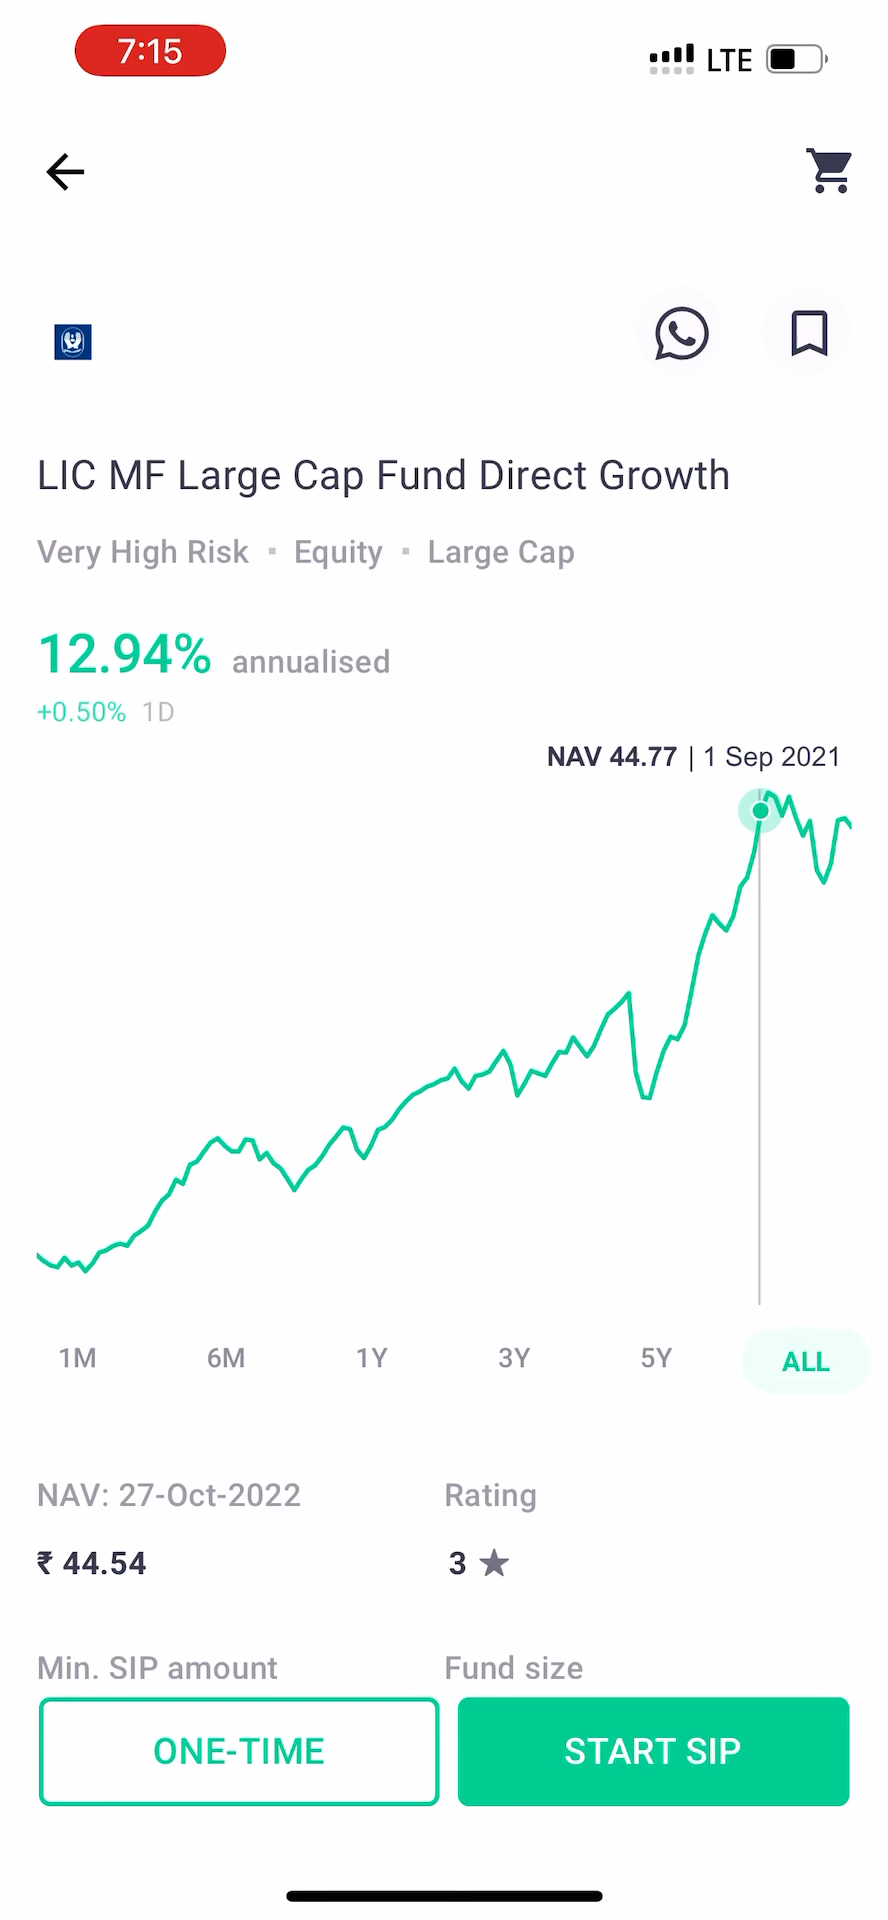 7:15 LTE
LIC MF Large Cap Fund Direct Growth
Very High Risk ▪ Equity ▪ Large Cap
12.94% annualised
+0.50% 1D
NAV 44.77 | 1 Sep 2021
1M 6M 1Y 3Y 5Y ALL
NAV: 27-Oct-2022 Rating
₹ 44.54 3 ★
Min. SIP amount Fund size
ONE-TIME START SIP